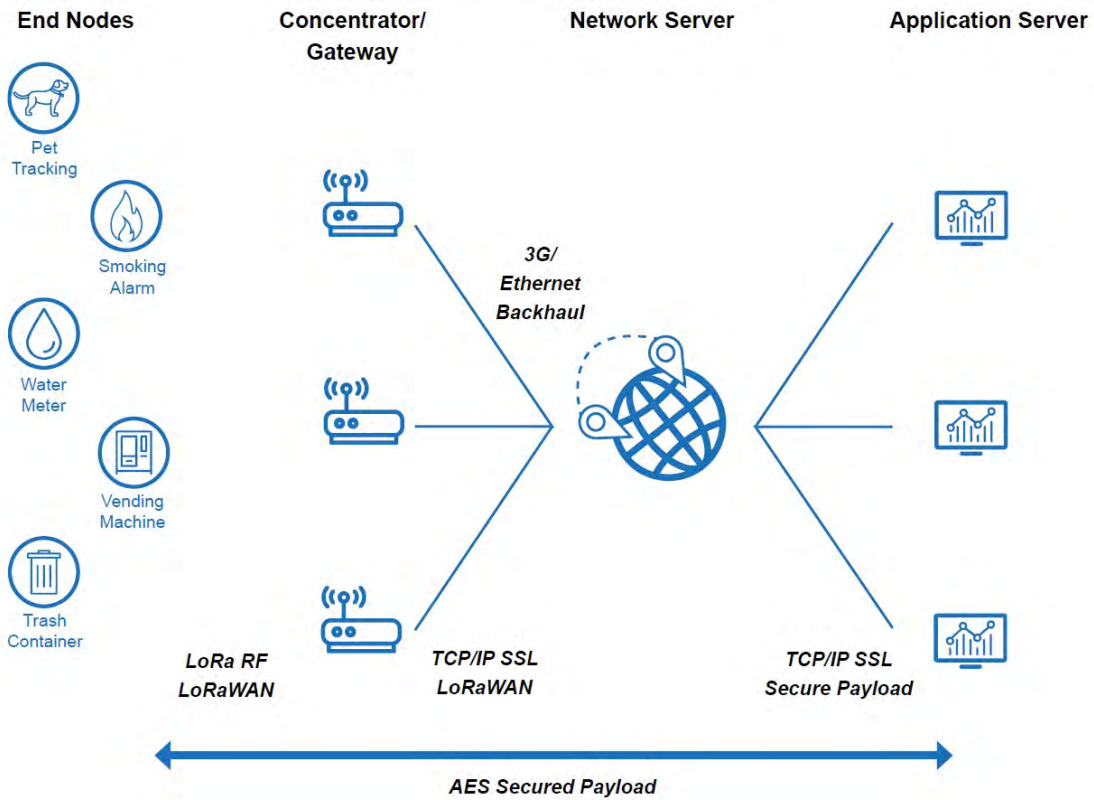 End Nodes
Concentrator/
Gateway
Network Server
Application Server
Pet
Tracking
Smoking
Alarm
Water
Meter
Vending
Machine
Trash
Container
3G/
Ethernet
Backhaul
LoRa RF
LoRaWAN
TCP/IP SSL
LoRaWAN
TCP/IP SSL
Secure Payload
AES Secured Payload